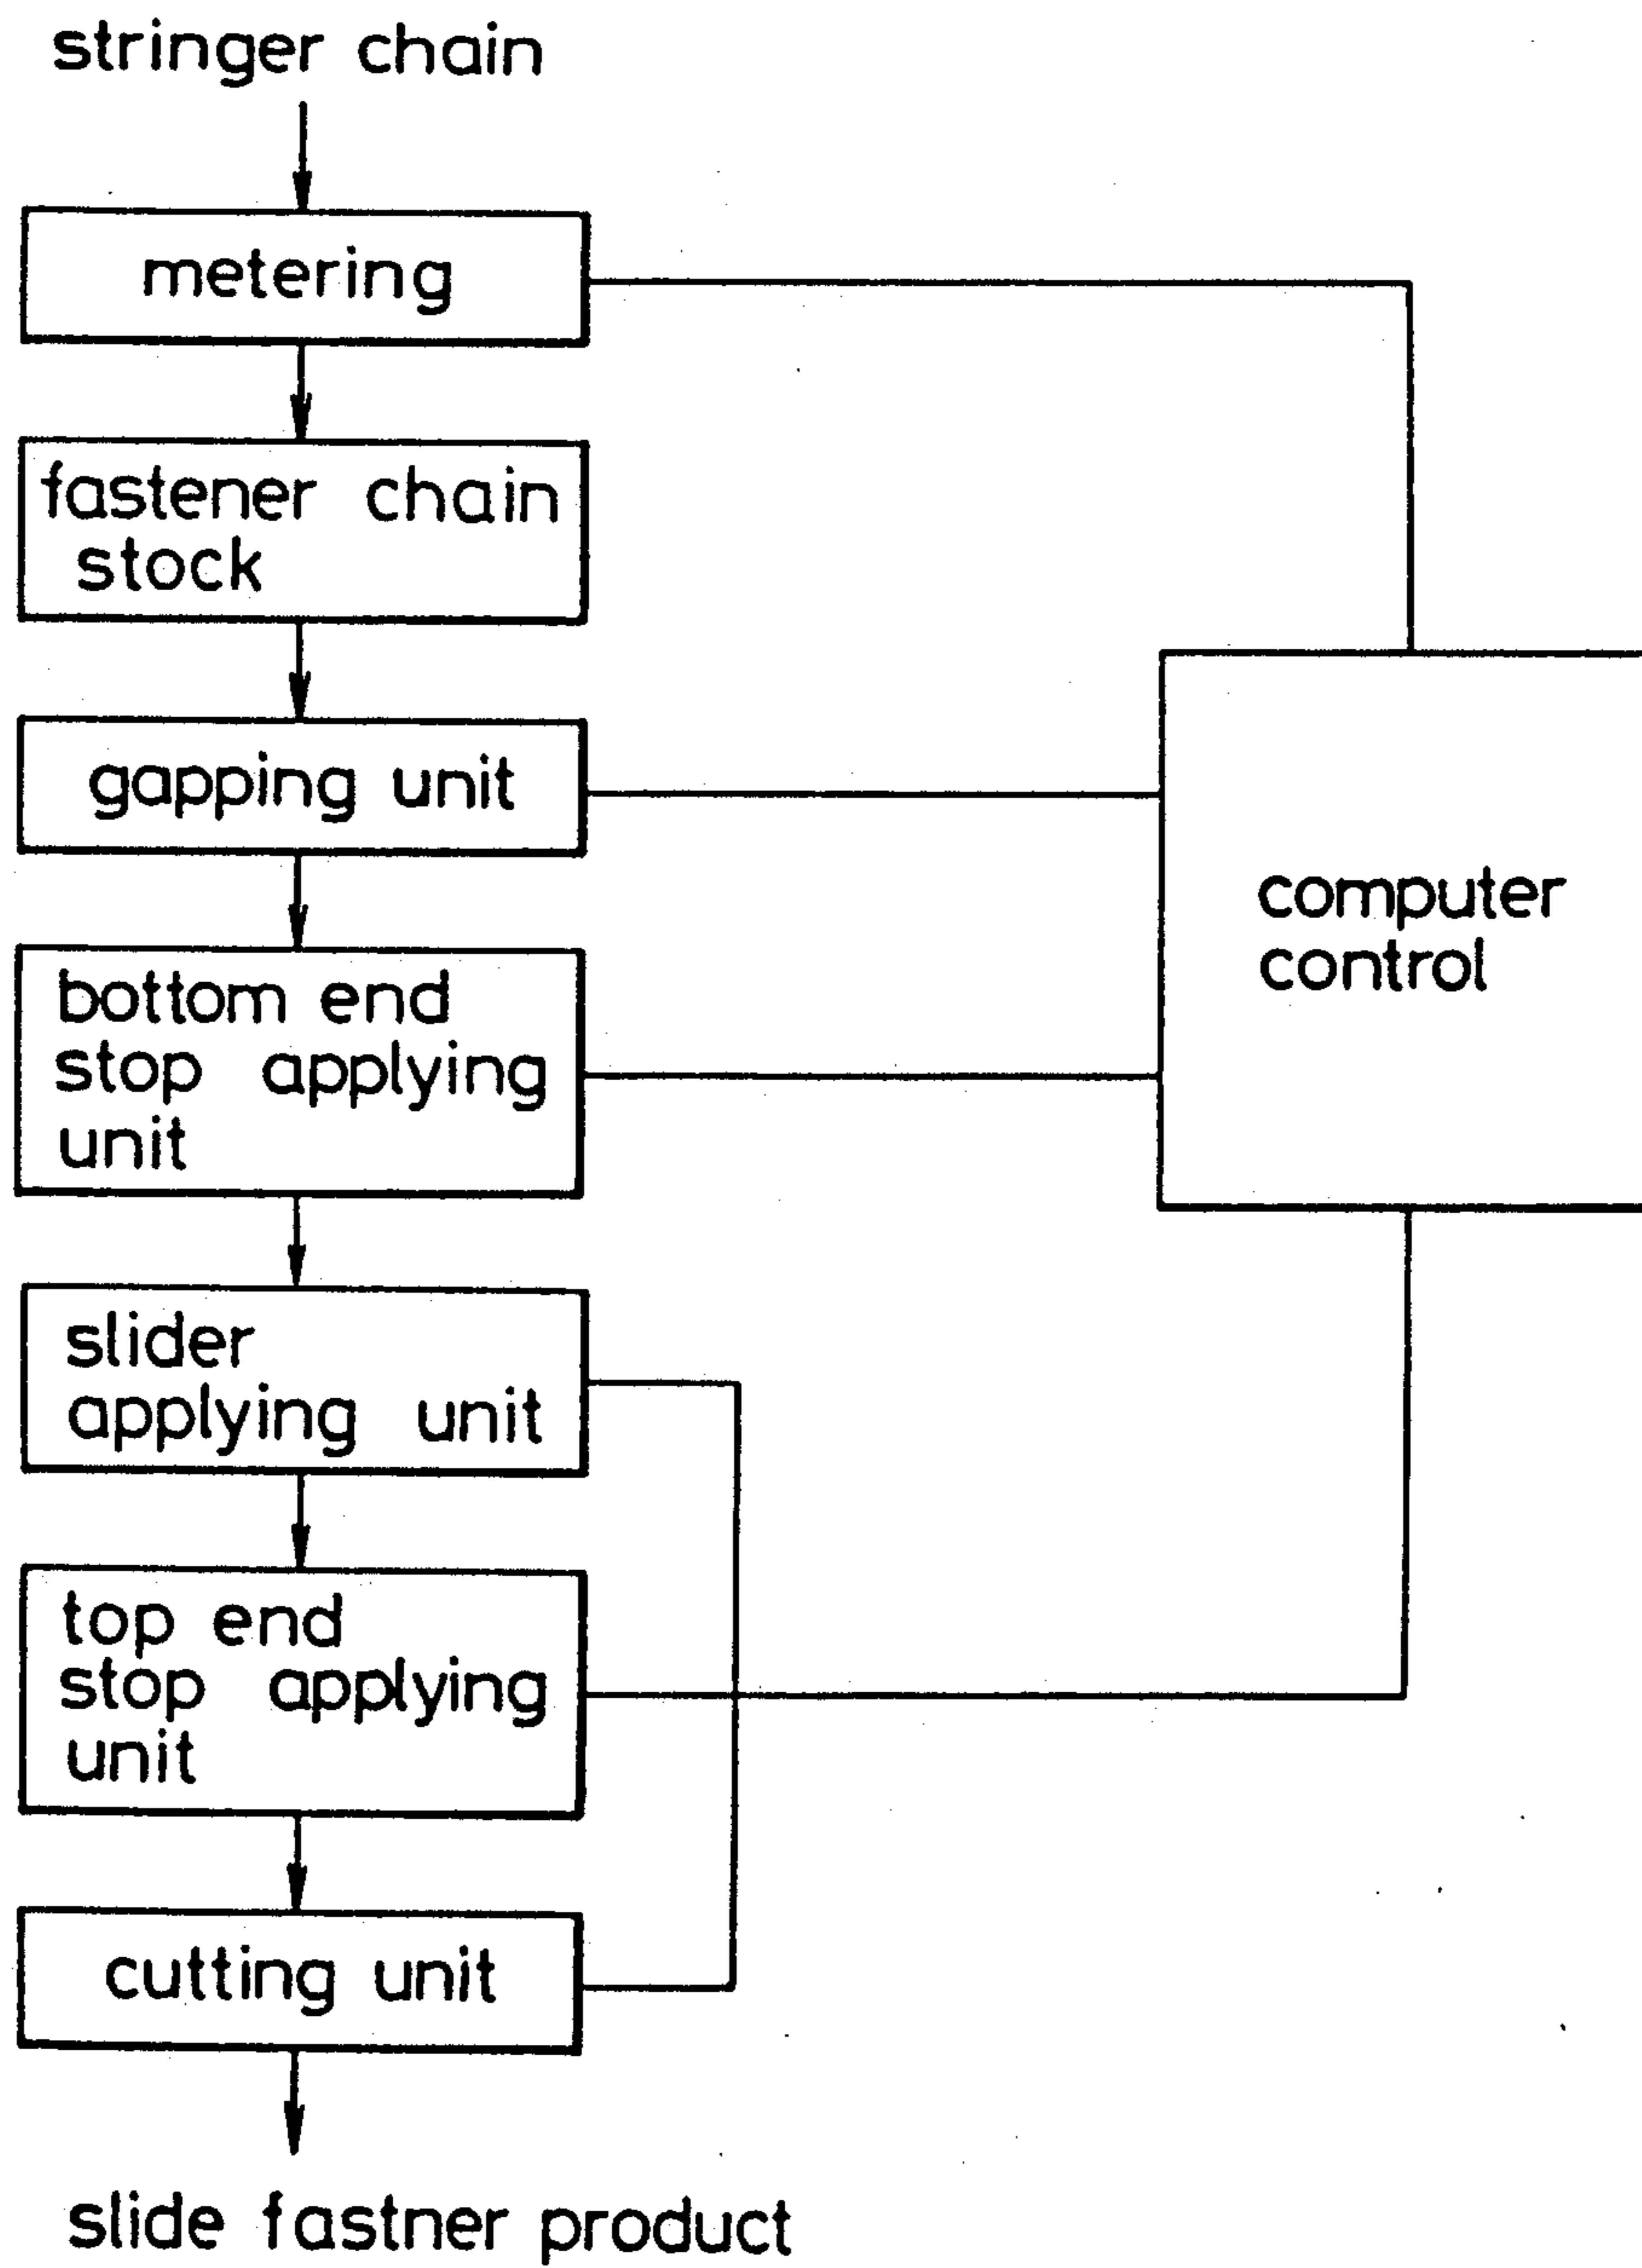 stringer chain
metering
fastener chain
stock
gapping unit
computer
control
bottom end
stop applying
unit
slider
applying unit
top end
stop applying
unit
cutting unit
slide fastner product